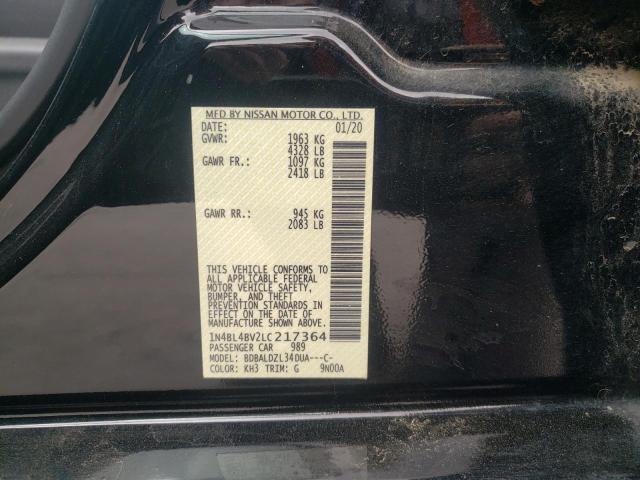 MFD BY NISSAN MOTOR CO., LTD.
DATE: 01/20
GVWR: 1963 KG
4328 LB
GAWR FR.: 1097 KG
2418 LB
GAWR RR.: 945 KG
2083 LB
THIS VEHICLE CONFORMS TO
ALL APPLICABLE FEDERAL
MOTOR VEHICLE SAFETY,
BUMPER, AND THEFT
PREVENTION STANDARDS
IN EFFECT ON THE DATE OF
MANUFACTURE SHOWN ABOVE.
1N4BL4BV2LC217364
PASSENGER CAR 989
MODEL: BDBALDZL34DUA---C-
COLOR: KH3 TRIM: G 9N00A